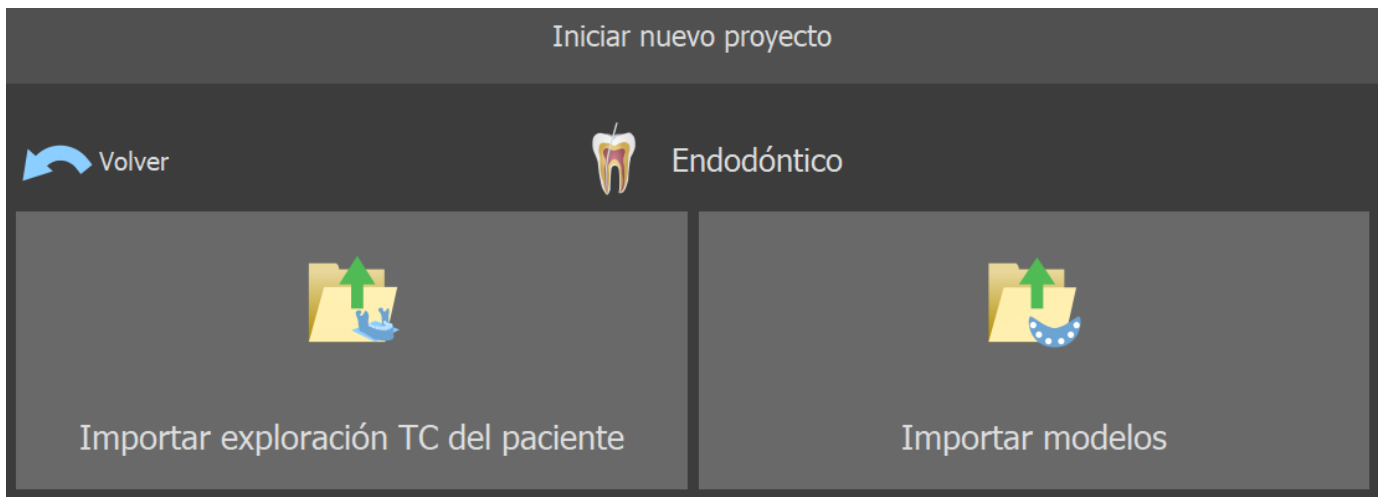 Iniciar nuevo proyecto
Volver
Endodóntico
Importar exploración TC del paciente
Importar modelos